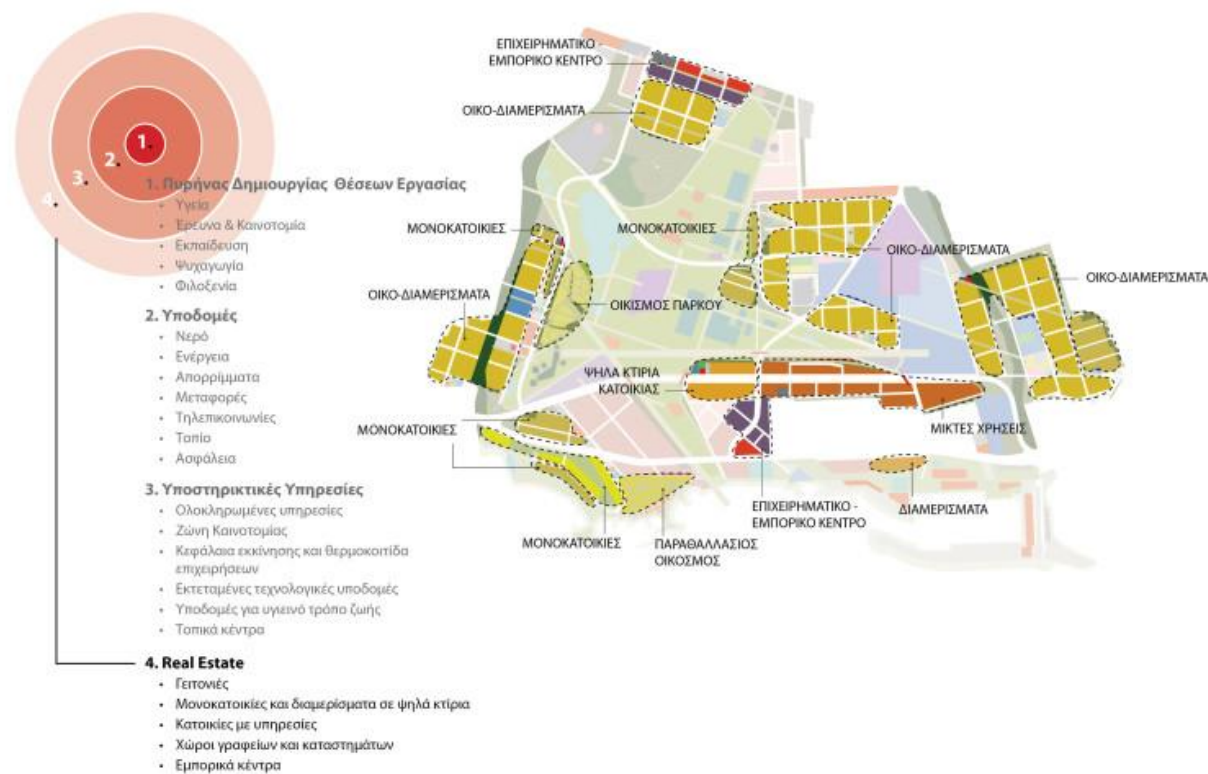 1.
2.
3.
4.
1. Πυρήνας Δημιουργίας Θέσεων Εργασίας
• Υγεία
• Έρευνα & Καινοτομία
• Εκπαίδευση
• Ψυχαγωγία
• Φιλοξενία
2. Υποδομές
• Νερό
• Ενέργεια
• Απορρίμματα
• Μεταφορές
• Τηλεπικοινωνίες
• Τοπίο
• Ασφάλεια
3. Υποστηρικτικές Υπηρεσίες
• Ολοκληρωμένες υπηρεσίες
• Ζώνη Καινοτομίας
• Κεφάλαια εκκίνησης και θερμοκοιτίδα
επιχειρήσεων
• Εκτεταμένες τεχνολογικές υποδομές
• Υποδομές για υγιεινό τρόπο ζωής
• Τοπικά κέντρα
4. Real Estate
• Γειτονιές
• Μονοκατοικίες και διαμερίσματα σε ψηλά κτίρια
• Κατοικίες με υπηρεσίες
• Χώροι γραφείων και καταστημάτων
• Εμπορικά κέντρα
ΕΠΙΧΕΙΡΗΜΑΤΙΚΟ -
ΕΜΠΟΡΙΚΟ ΚΕΝΤΡΟ
ΟΙΚΟ-ΔΙΑΜΕΡΙΣΜΑΤΑ
ΜΟΝΟΚΑΤΟΙΚΙΕΣ
ΜΟΝΟΚΑΤΟΙΚΙΕΣ
ΟΙΚΟ-ΔΙΑΜΕΡΙΣΜΑΤΑ
ΟΙΚΟ-ΔΙΑΜΕΡΙΣΜΑΤΑ
ΟΙΚΟ-ΔΙΑΜΕΡΙΣΜΑΤΑ
ΟΙΚΙΣΜΟΣ ΠΑΡΚΟΥ
ΨΗΛΑ ΚΤΙΡΙΑ
ΚΑΤΟΙΚΙΑΣ
ΜΟΝΟΚΑΤΟΙΚΙΕΣ
ΜΙΚΤΕΣ ΧΡΗΣΕΙΣ
ΕΠΙΧΕΙΡΗΜΑΤΙΚΟ -
ΕΜΠΟΡΙΚΟ ΚΕΝΤΡΟ
ΔΙΑΜΕΡΙΣΜΑΤΑ
ΜΟΝΟΚΑΤΟΙΚΙΕΣ
ΠΑΡΑΘΑΛΑΣΣΙΟΣ
ΟΙΚΟΣΜΟΣ